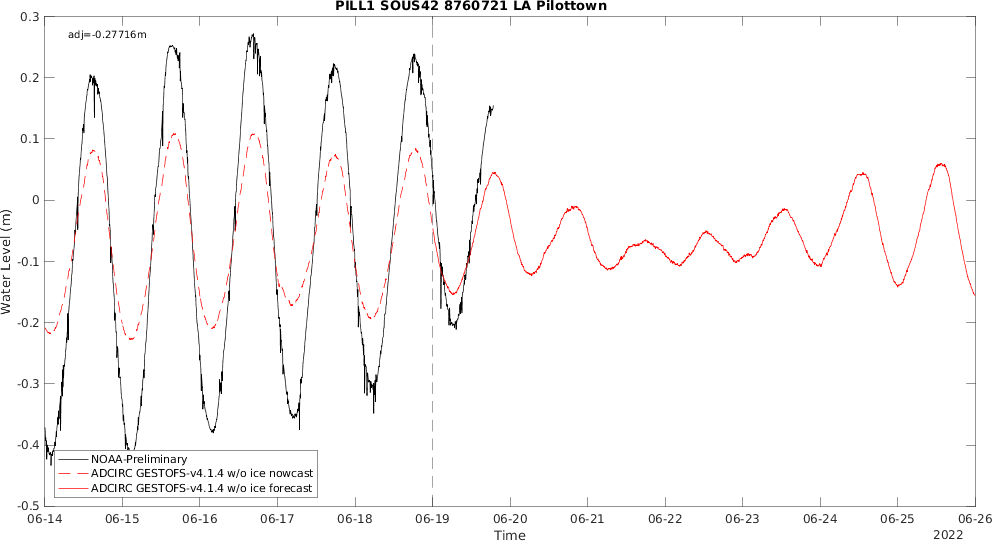 PILL1 SOUS42 8760721 LA Pilottown
adj=-0.27716m
0.3
0.2
0.1
0
-0.1
-0.2
-0.3
-0.4
-0.5
Water Level (m)
NOAA-Preliminary
ADCIRC GESTOFS-v4.1.4 w/o ice nowcast
ADCIRC GESTOFS-v4.1.4 w/o ice forecast
06-14 06-15 06-16 06-17 06-18 06-19 06-20 06-21 06-22 06-23 06-24 06-25 06-26
Time
2022